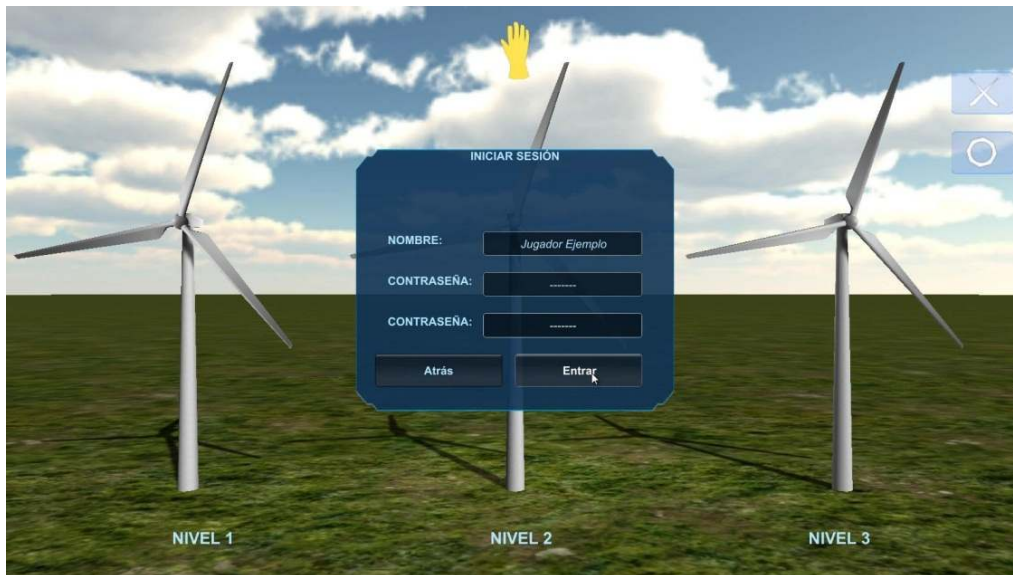 INICIAR SESIÓN
NOMBRE: Jugador Ejemplo
CONTRASEÑA: -------
CONTRASEÑA: -------
Atrás Entrar
NIVEL 1 NIVEL 2 NIVEL 3